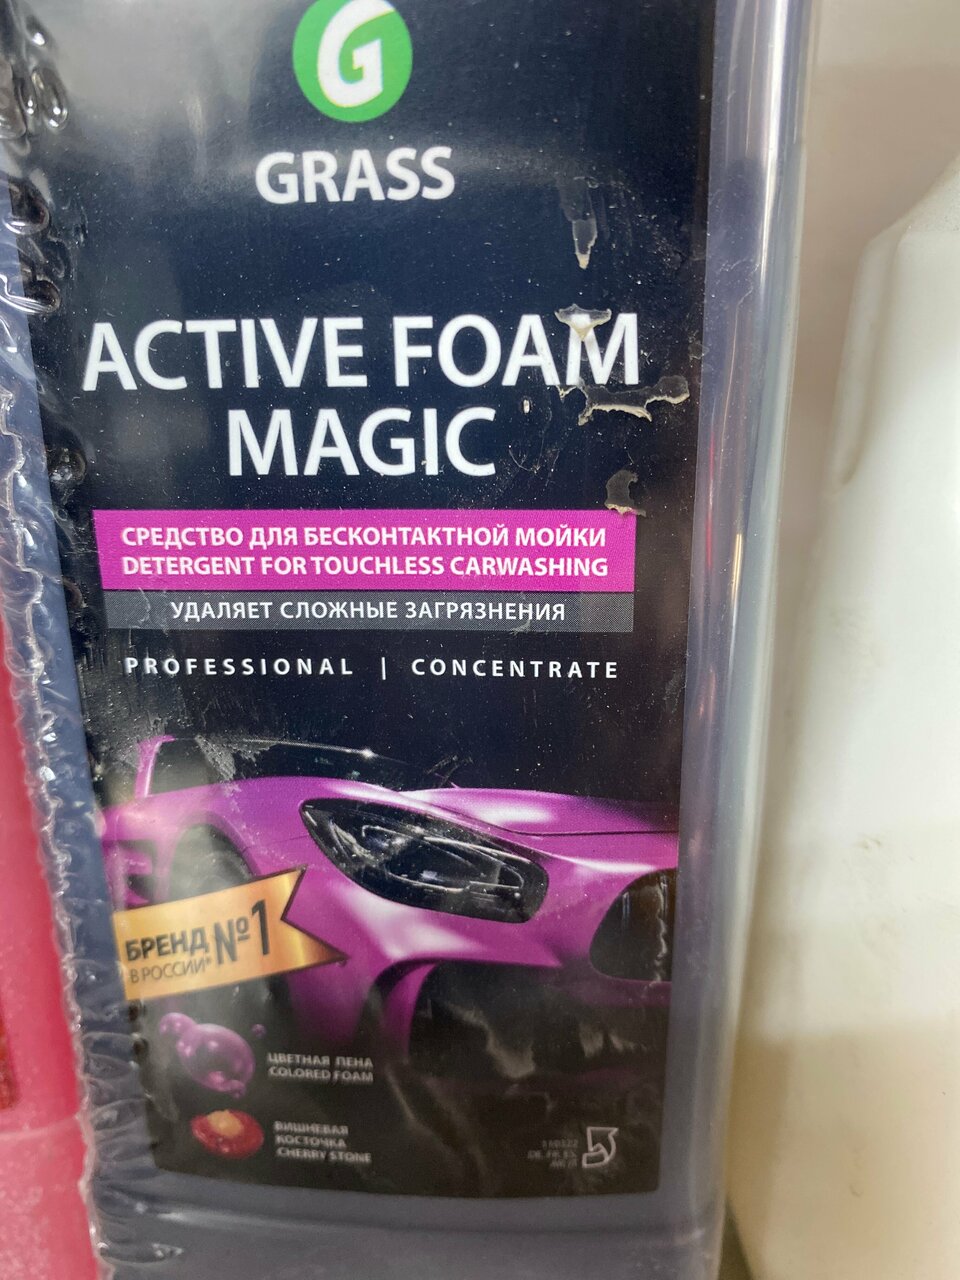 G
GRASS
ACTIVE FOAM
MAGIC
СРЕДСТВО ДЛЯ БЕСКОНТАКТНОЙ МОЙКИ
DETERGENT FOR TOUCHLESS CARWASHING
УДАЛЯЕТ СЛОЖНЫЕ ЗАГРЯЗНЕНИЯ
PROFESSIONAL | CONCENTRATE
БРЕНД №1
В РОССИИ*
ЦВЕТНАЯ ПЕНА
COLORED FOAM
ВИШНЕВАЯ
КОСТОЧКА
CHERRY STONE